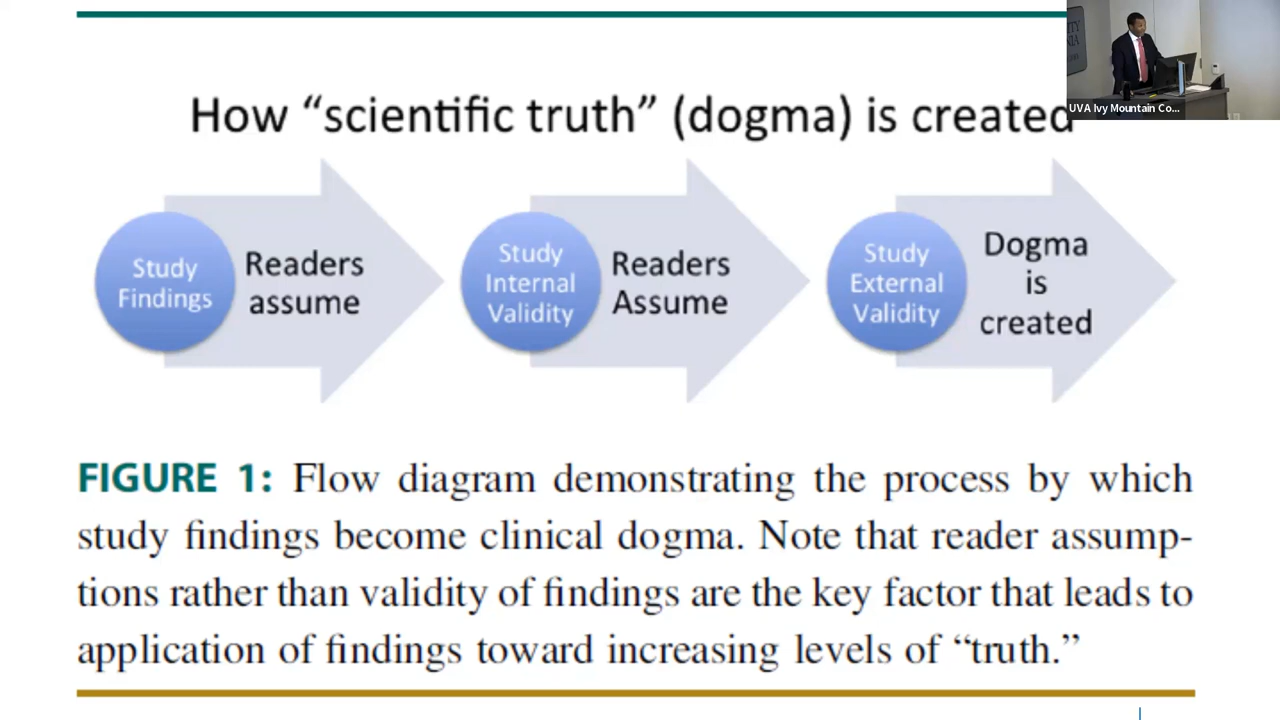 How “scientific truth” (dogma) is created
UVA Ivy Mountain Co...
Study
Findings
Readers
assume
Study
Internal
Validity
Readers
Assume
Study
External
Validity
Dogma
is
created
FIGURE 1: Flow diagram demonstrating the process by which
study findings become clinical dogma. Note that reader assump-
tions rather than validity of findings are the key factor that leads to
application of findings toward increasing levels of “truth.”